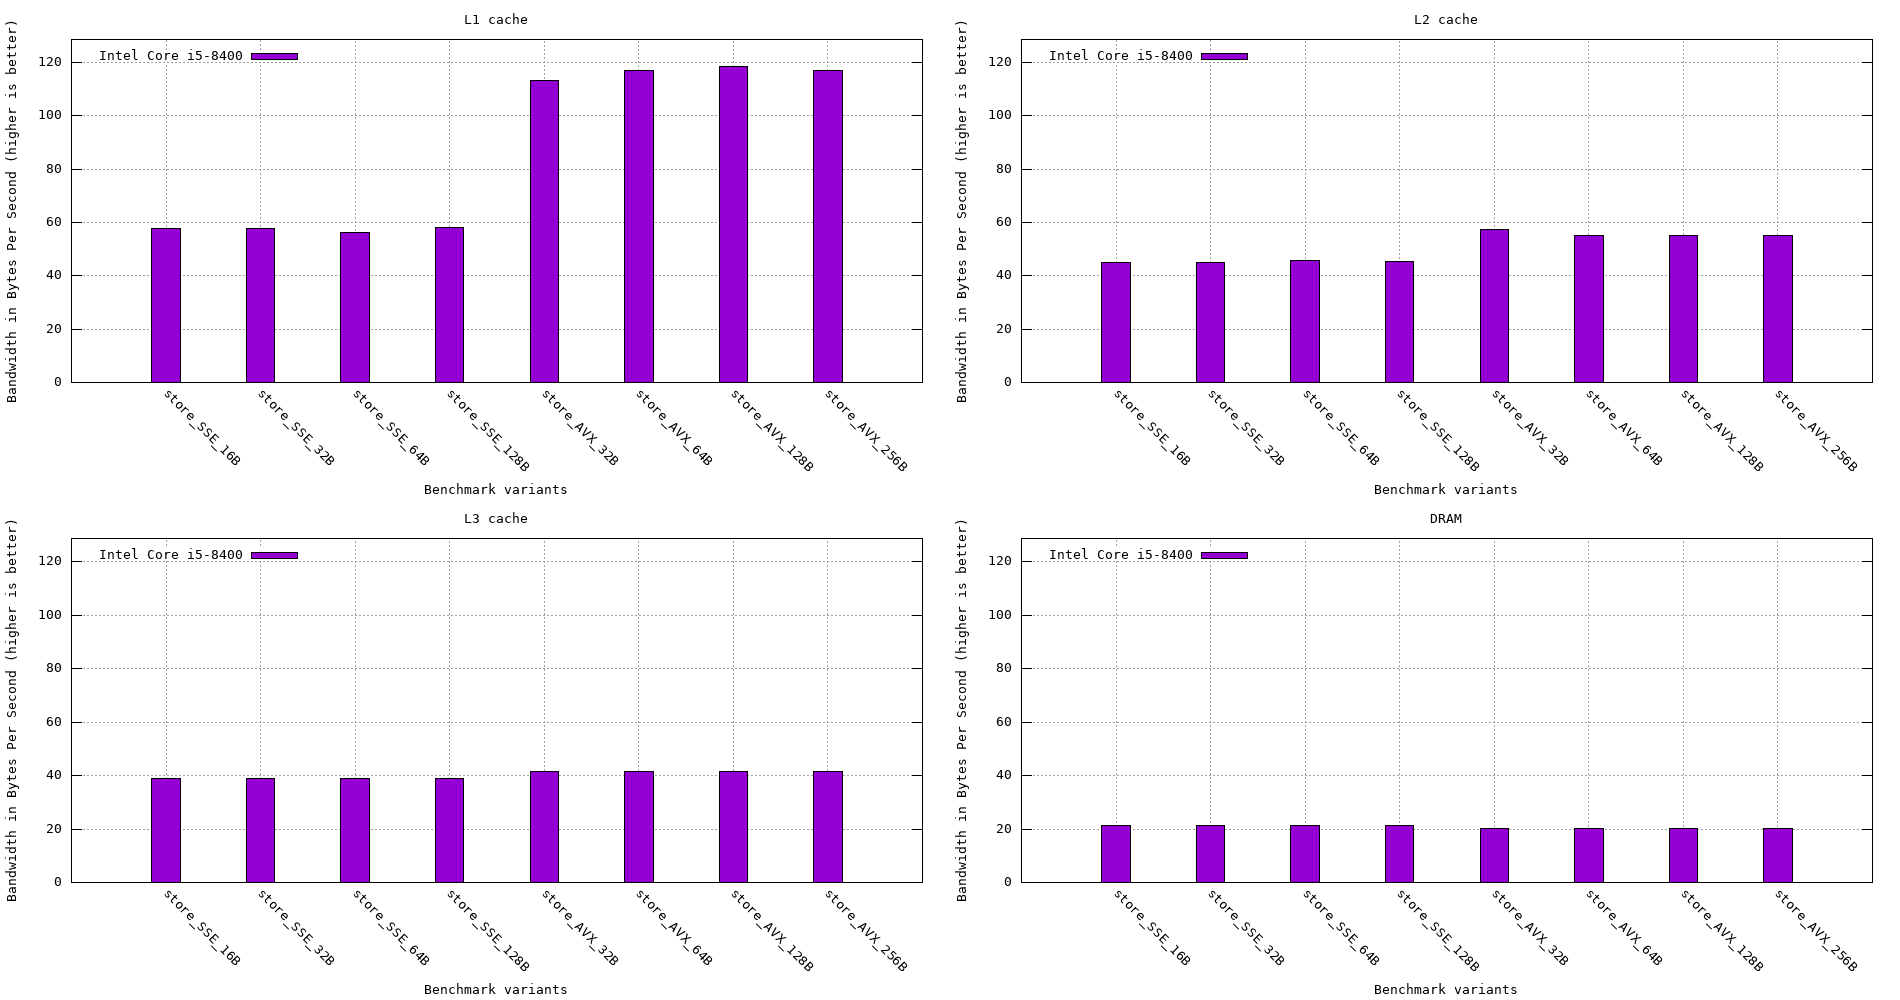 L1 cache
Bandwidth in Bytes Per Second (higher is better)
Intel Core i5-8400
120
100
80
60
40
20
0
store_SSE_16B
store_SSE_32B
store_SSE_64B
store_SSE_128B
store_AVX_32B
store_AVX_64B
store_AVX_128B
store_AVX_256B
Benchmark variants
L2 cache
Bandwidth in Bytes Per Second (higher is better)
Intel Core i5-8400
120
100
80
60
40
20
0
store_SSE_16B
store_SSE_32B
store_SSE_64B
store_SSE_128B
store_AVX_32B
store_AVX_64B
store_AVX_128B
store_AVX_256B
Benchmark variants
L3 cache
Bandwidth in Bytes Per Second (higher is better)
Intel Core i5-8400
120
100
80
60
40
20
0
store_SSE_16B
store_SSE_32B
store_SSE_64B
store_SSE_128B
store_AVX_32B
store_AVX_64B
store_AVX_128B
store_AVX_256B
Benchmark variants
DRAM
Bandwidth in Bytes Per Second (higher is better)
Intel Core i5-8400
120
100
80
60
40
20
0
store_SSE_16B
store_SSE_32B
store_SSE_64B
store_SSE_128B
store_AVX_32B
store_AVX_64B
store_AVX_128B
store_AVX_256B
Benchmark variants